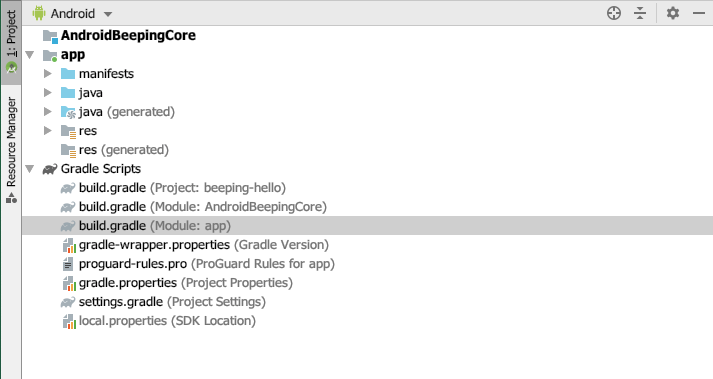 1: Project
Resource Manager
Android
AndroidBeepingCore
app
manifests
java
java (generated)
res
res (generated)
Gradle Scripts
build.gradle (Project: beeping-hello)
build.gradle (Module: AndroidBeepingCore)
build.gradle (Module: app)
gradle-wrapper.properties (Gradle Version)
proguard-rules.pro (ProGuard Rules for app)
gradle.properties (Project Properties)
settings.gradle (Project Settings)
local.properties (SDK Location)